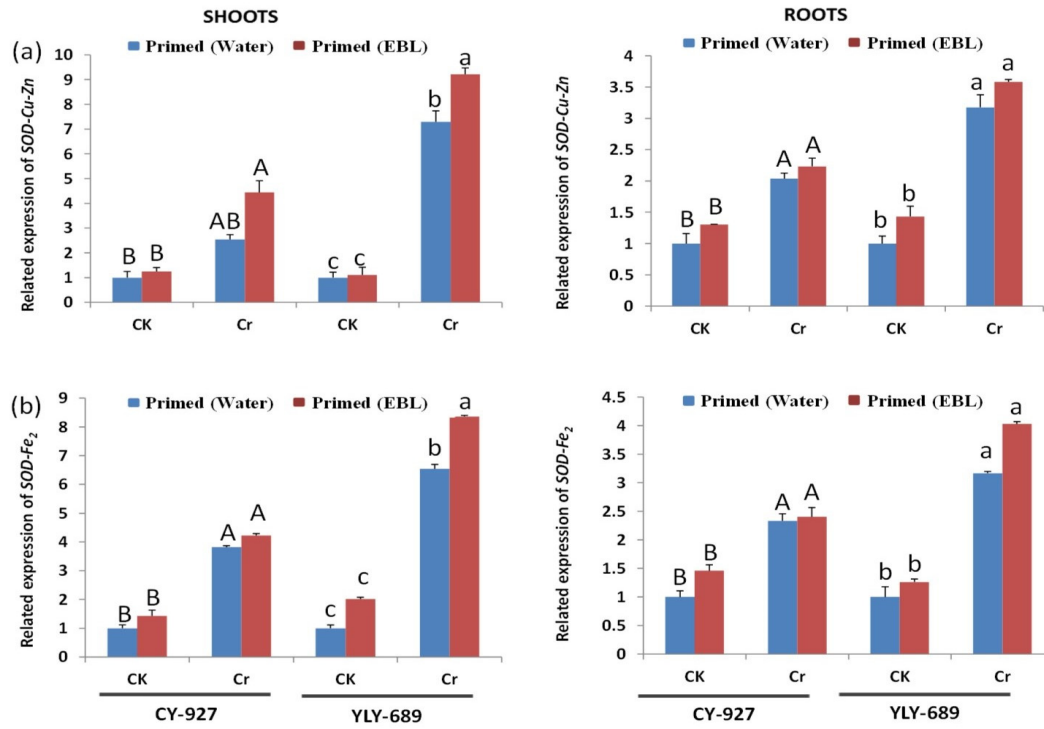 SHOOTS
ROOTS
(a)
Primed (Water) Primed (EBL)
Related expression of SOD-Cu-Zn
10
9
8
7
6
5
4
3
2
1
0
B B AB A c c b a
CK Cr CK Cr
Primed (Water) Primed (EBL)
Related expression of SOD-Cu-Zn
4
3.5
3
2.5
2
1.5
1
0.5
0
B B A A b b a a
CK Cr CK Cr
(b)
Primed (Water) Primed (EBL)
Related expression of SOD-Fe2
9
8
7
6
5
4
3
2
1
0
B B A A c c b a
CK Cr CK Cr
CY-927 YLY-689
Primed (Water) Primed (EBL)
Related expression of SOD-Fe2
4.5
4
3.5
3
2.5
2
1.5
1
0.5
0
B B A A b b a a
CK Cr CK Cr
CY-927 YLY-689